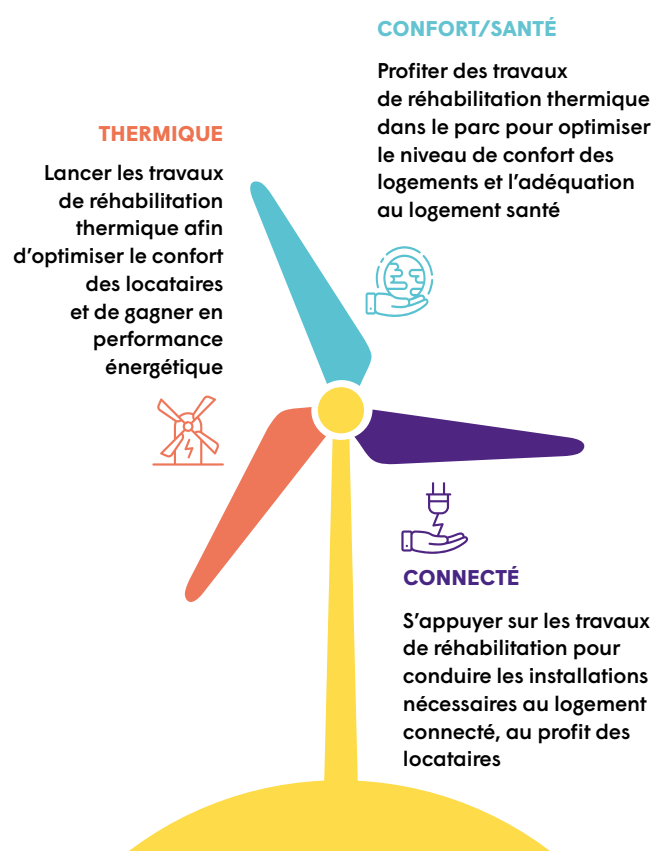 CONFORT/SANTÉ
Profiter des travaux
de réhabilitation thermique
dans le parc pour optimiser
le niveau de confort des
logements et l'adéquation
au logement santé
THERMIQUE
Lancer les travaux
de réhabilitation
thermique afin
d'optimiser le confort
des locataires
et de gagner en
performance
énergétique
CONNECTÉ
S'appuyer sur les travaux
de réhabilitation pour
conduire les installations
nécessaires au logement
connecté, au profit des
locataires